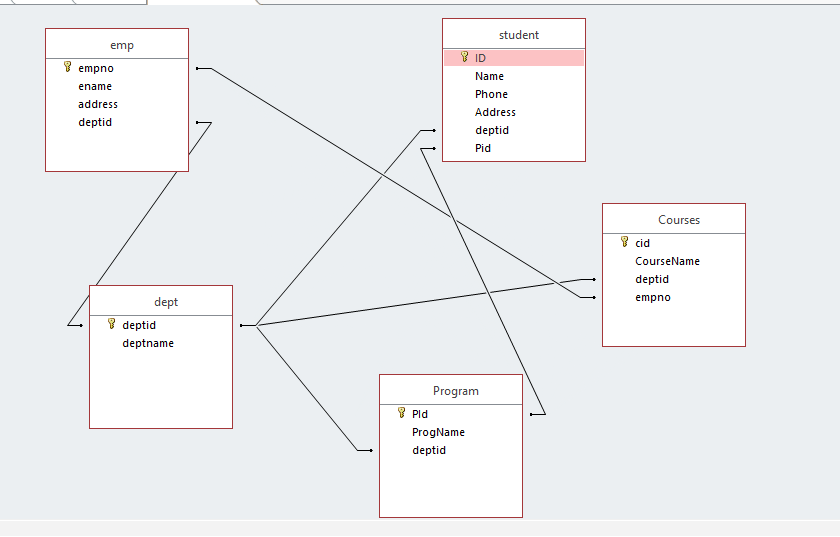 emp
empno
ename
address
deptid
student
ID
Name
Phone
Address
deptid
Pid
Courses
cid
CourseName
deptid
empno
dept
deptid
deptname
Program
PId
ProgName
deptid